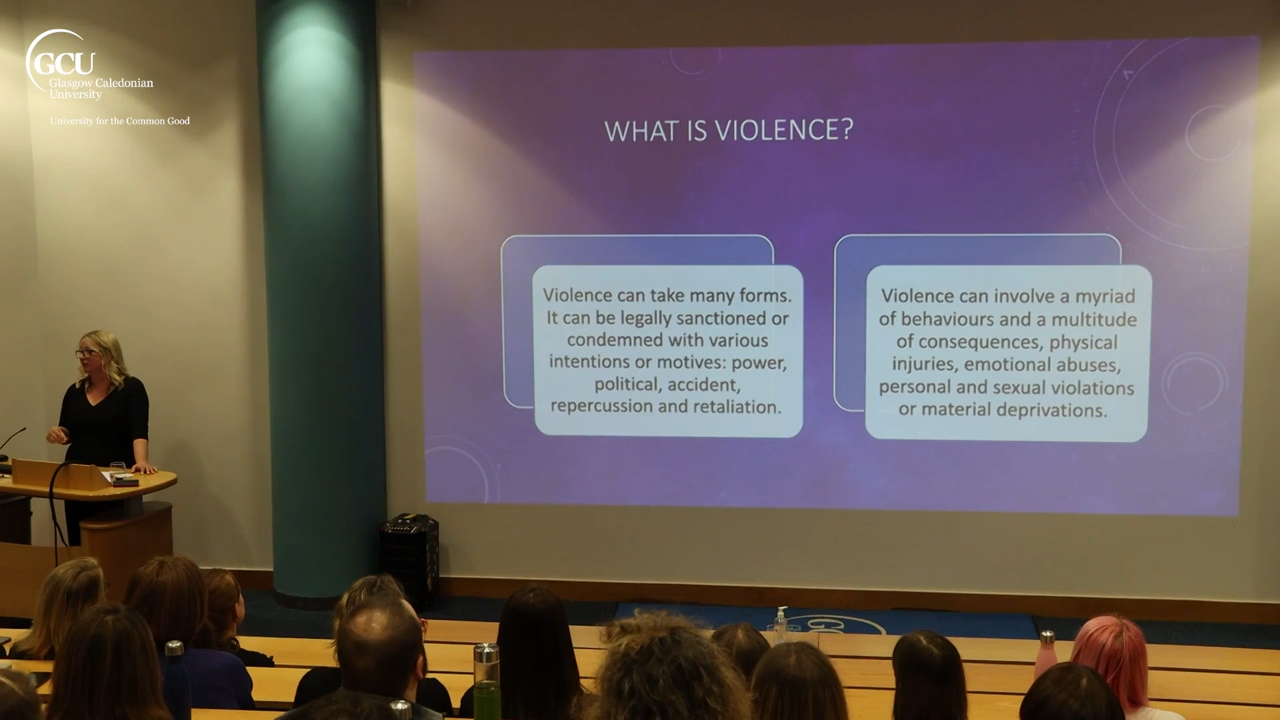 GCU
Glasgow Caledonian
University
University for the Common Good
WHAT IS VIOLENCE?
Violence can take many forms.
It can be legally sanctioned or
condemned with various
intentions or motives: power,
political, accident,
repercussion and retaliation.
Violence can involve a myriad
of behaviours and a multitude
of consequences, physical
injuries, emotional abuses,
personal and sexual violations
or material deprivations.